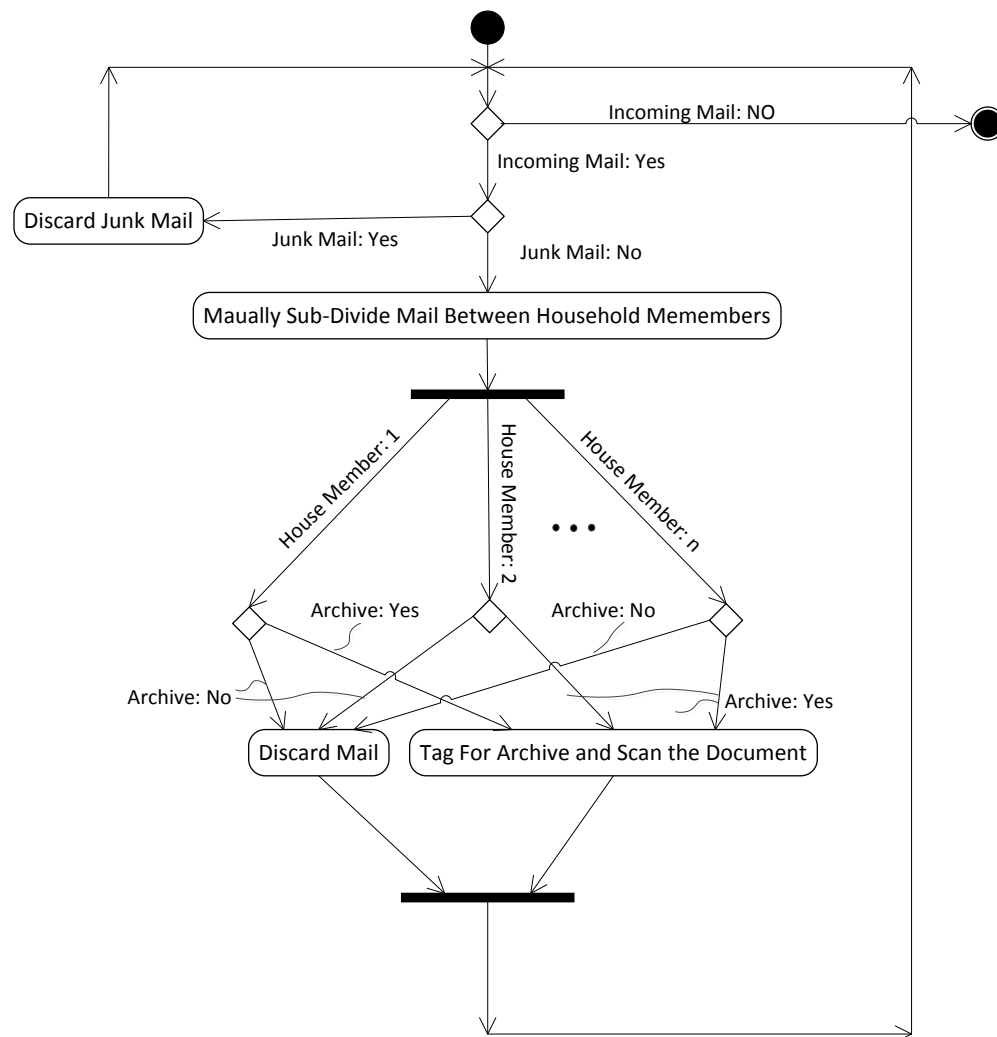 Incoming Mail: NO
Incoming Mail: Yes
Discard Junk Mail
Junk Mail: Yes
Junk Mail: No
Maually Sub-Divide Mail Between Household Memembers
House Member: 1
House Member: 2
House Member: n
Archive: Yes
Archive: No
Archive: No
Archive: Yes
Discard Mail
Tag For Archive and Scan the Document